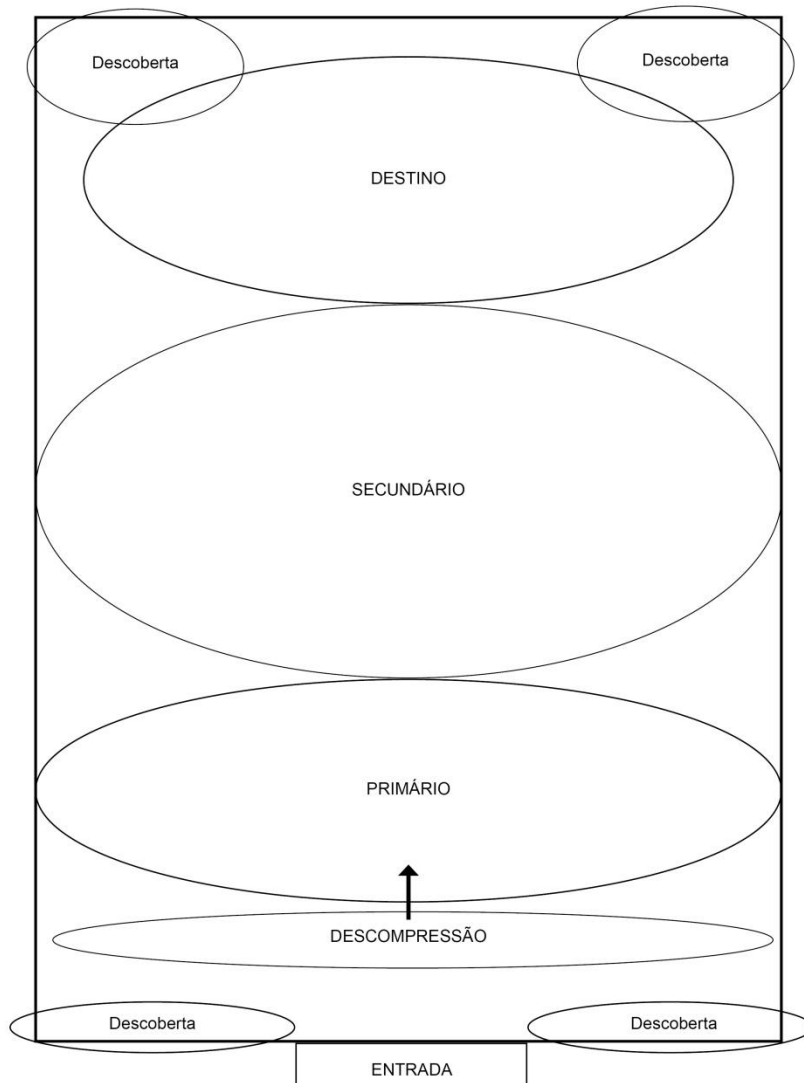 Descoberta
Descoberta
DESTINO
SECUNDÁRIO
PRIMÁRIO
DESCOMPRESSÃO
Descoberta
Descoberta
ENTRADA